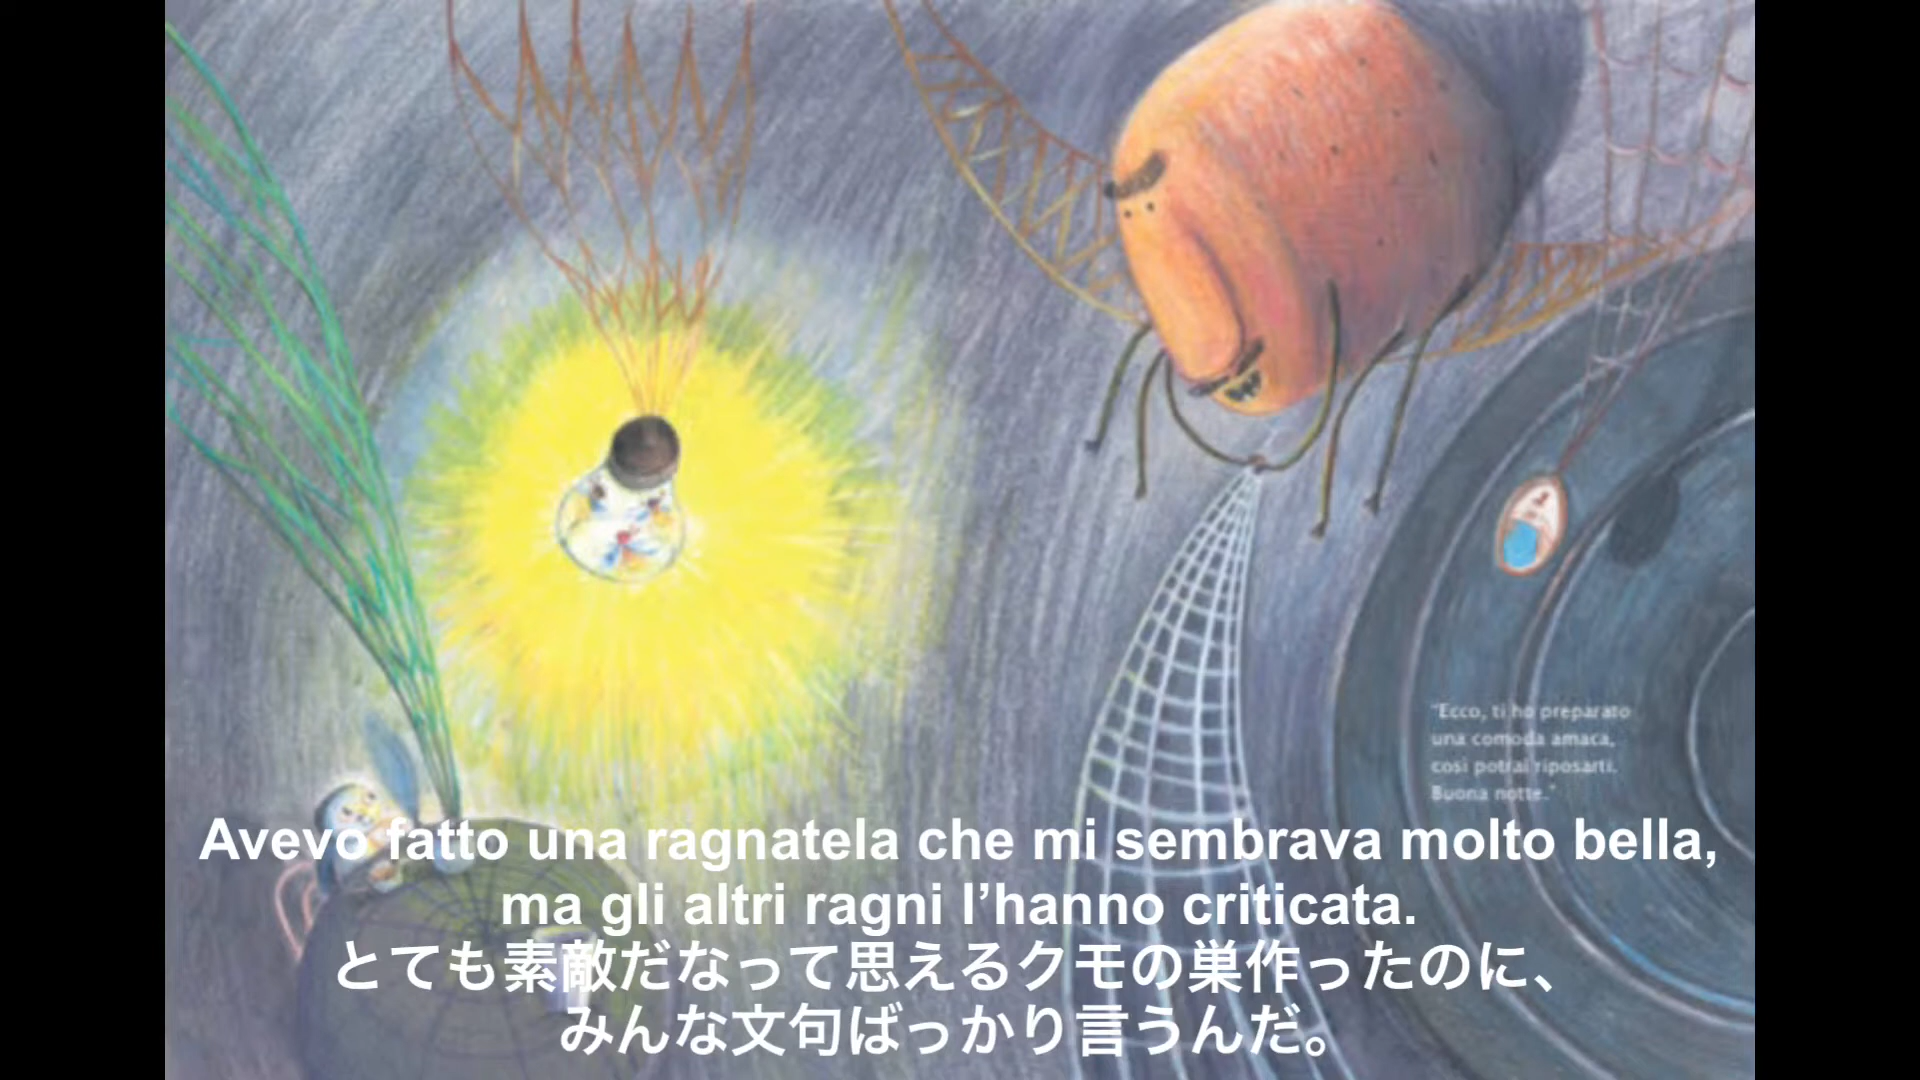 "Ecco, ti ho preparato
una comoda amaca,
così potrai riposarti.
Buona notte."
Avevo fatto una ragnatela che mi sembrava molto bella,
ma gli altri ragni l'hanno criticata.
とても素敵だなって思えるクモの巣作ったのに、
みんな文句ばっかり言うんだ。